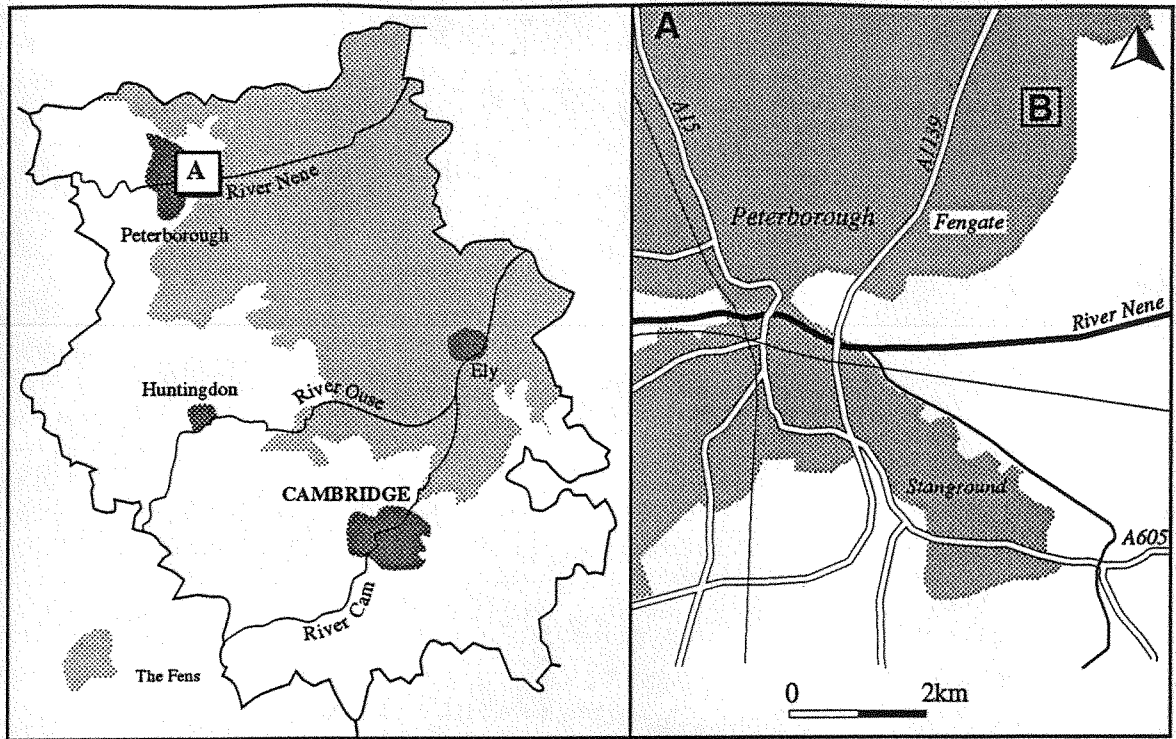 A
River Nene
Peterborough
Huntingdon
River Ouse
Ely
CAMBRIDGE
River Cam
The Fens
A
B
A15
A1139
Peterborough
Fengate
River Nene
Stanground
A605
0 2km